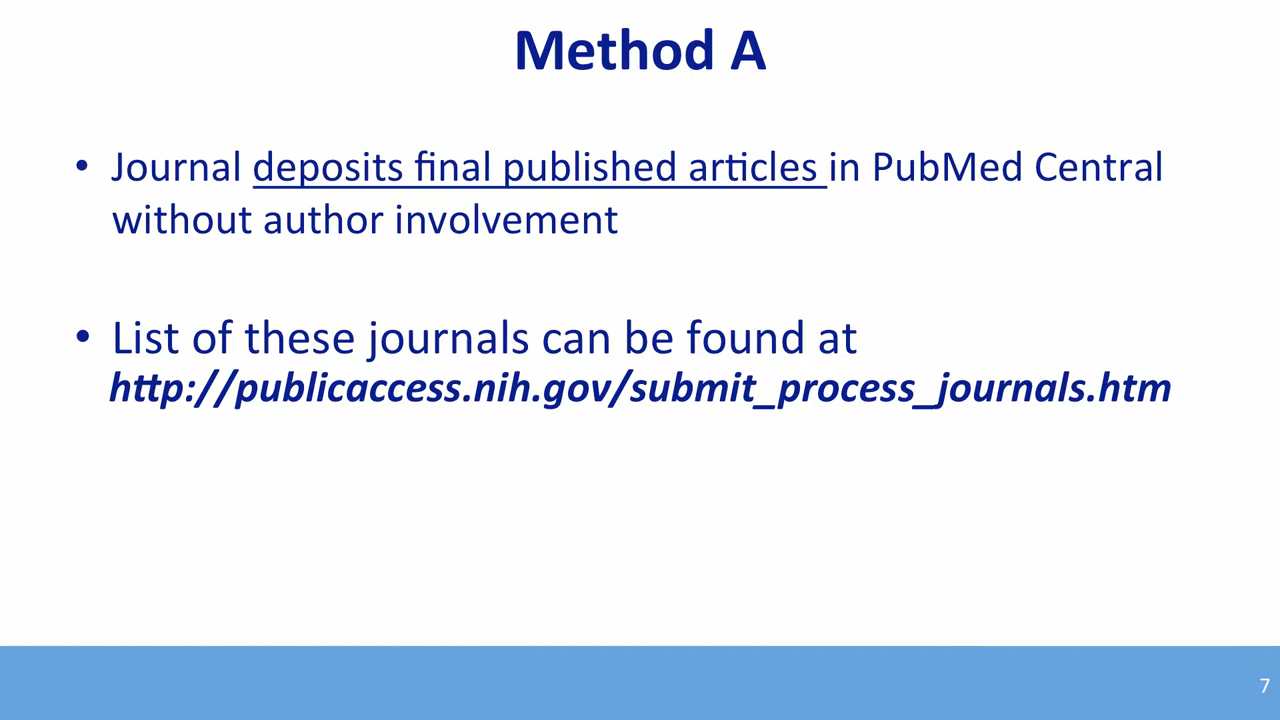 Method A
• Journal deposits final published articles in PubMed Central
without author involvement
• List of these journals can be found at
http://publicaccess.nih.gov/submit_process_journals.htm
7